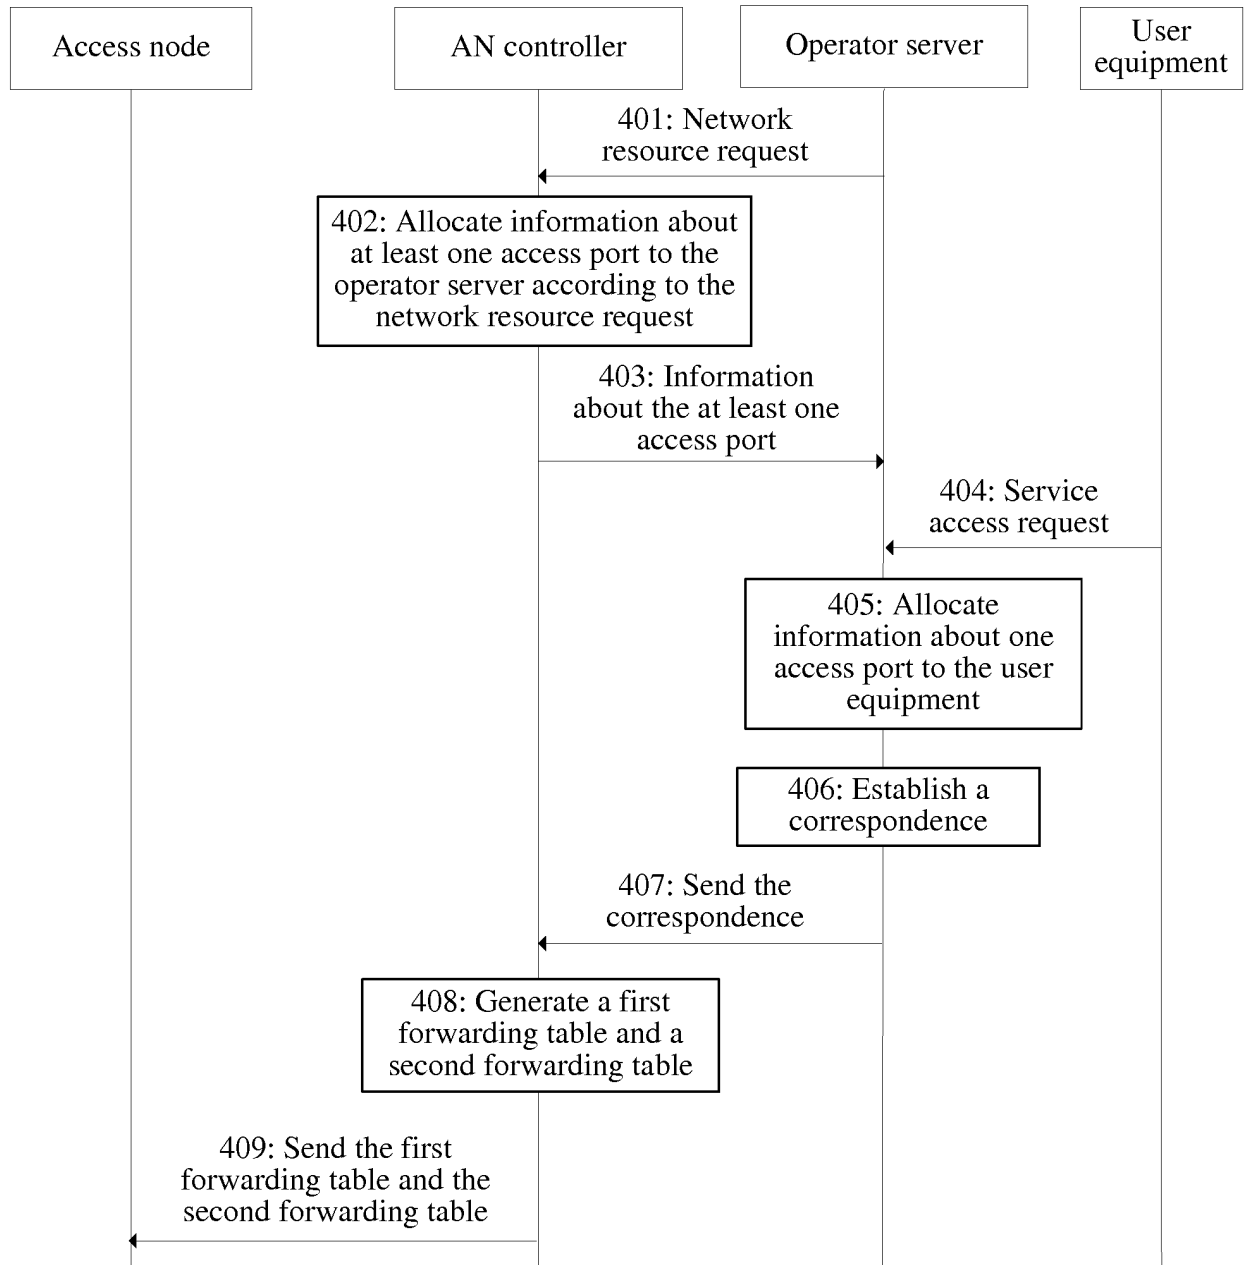 Access node
AN controller
Operator server
User
equipment
401: Network
resource request
402: Allocate information about
at least one access port to the
operator server according to the
network resource request
403: Information
about the at least one
access port
404: Service
access request
405: Allocate
information about one
access port to the user
equipment
406: Establish a
correspondence
407: Send the
correspondence
408: Generate a first
forwarding table and a
second forwarding table
409: Send the first
forwarding table and the
second forwarding table